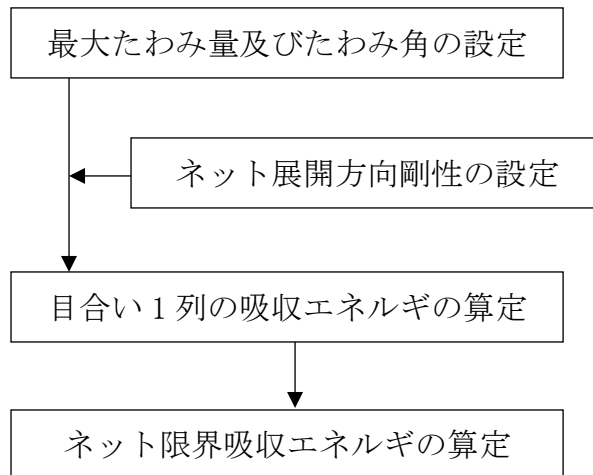 最大たわみ量及びたわみ角の設定
ネット展開方向剛性の設定
目合い1列の吸収エネルギの算定
ネット限界吸収エネルギの算定